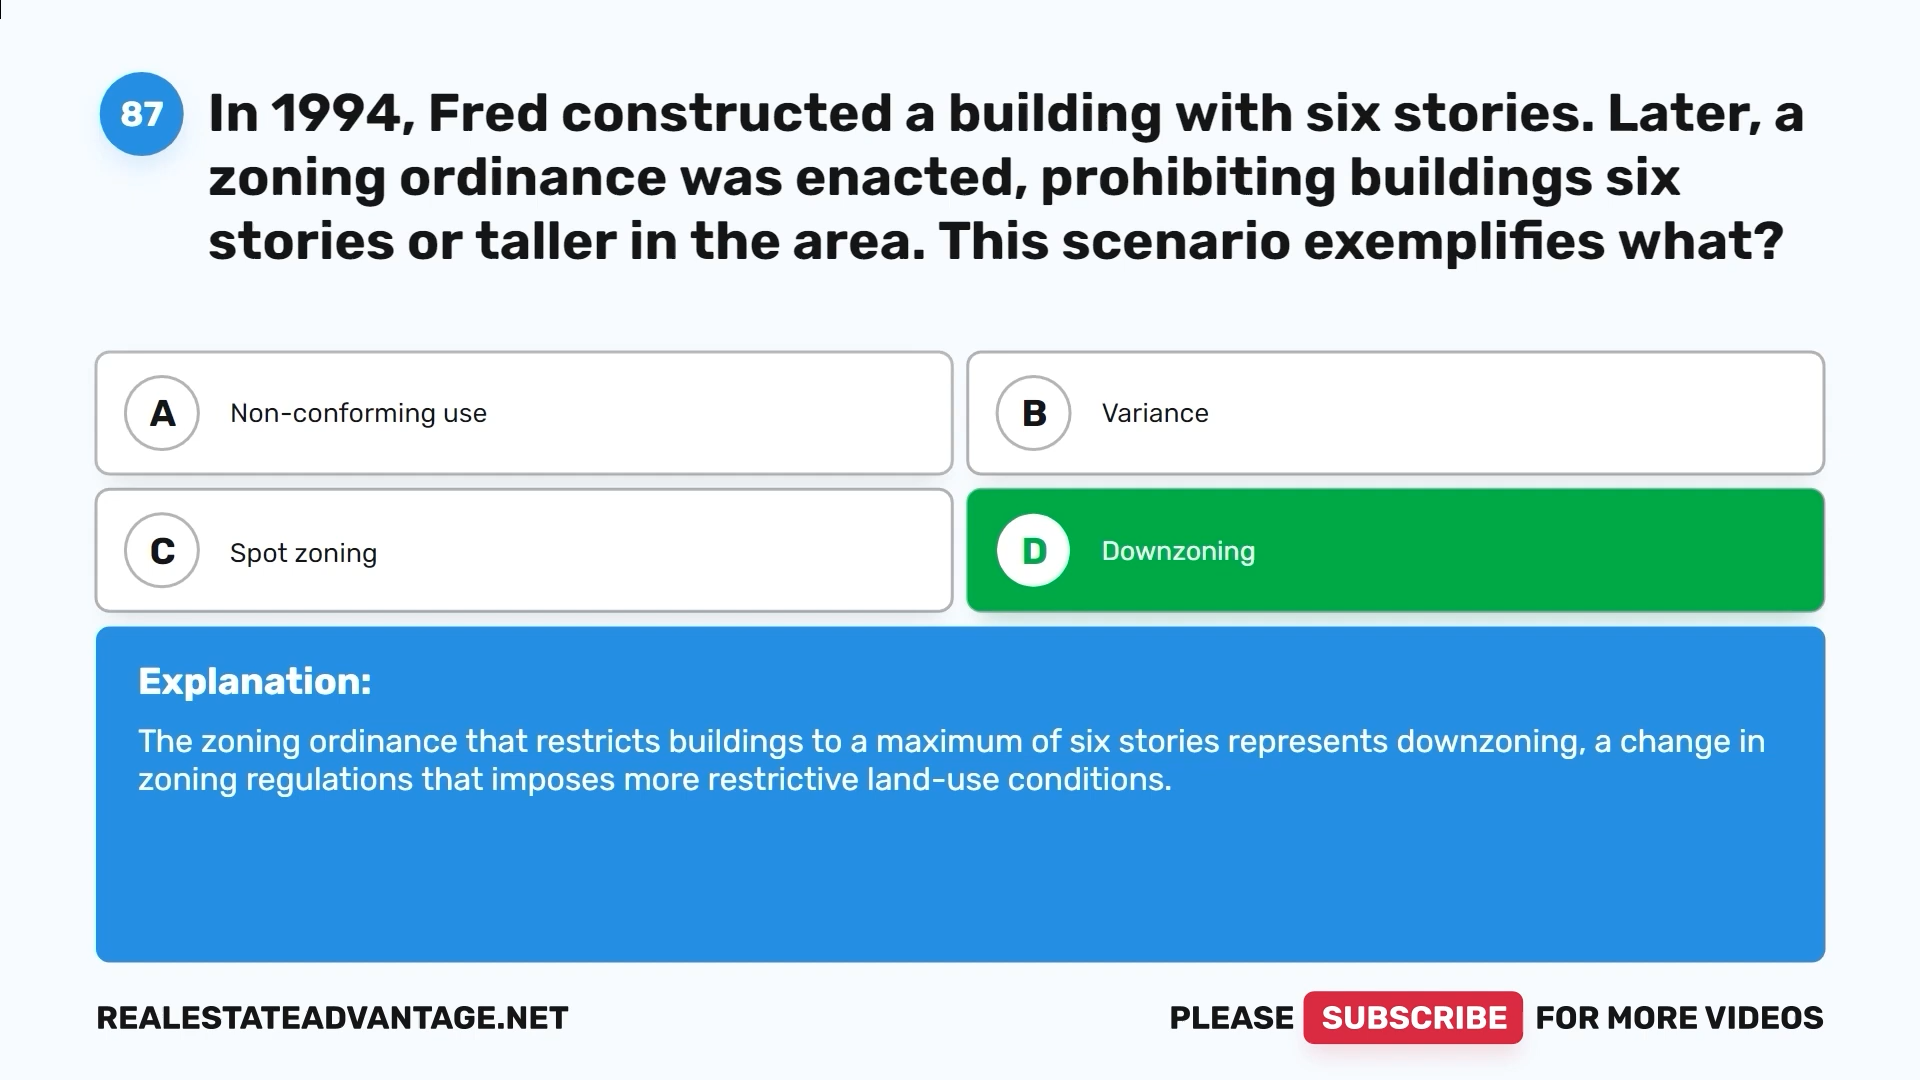 87
In 1994, Fred constructed a building with six stories. Later, a
zoning ordinance was enacted, prohibiting buildings six
stories or taller in the area. This scenario exemplifies what?
A Non-conforming use
B Variance
C Spot zoning
D Downzoning
Explanation:
The zoning ordinance that restricts buildings to a maximum of six stories represents downzoning, a change in
zoning regulations that imposes more restrictive land-use conditions.
REALESTATEADVANTAGE.NET
PLEASE SUBSCRIBE FOR MORE VIDEOS